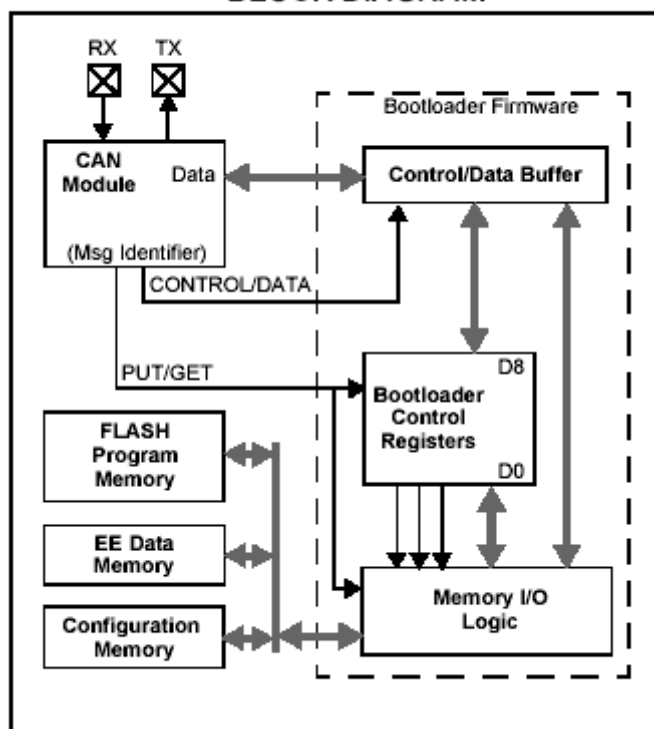 BLOCK DIAGRAM
RX TX
Bootloader Firmware
CAN
Module
Data
(Msg Identifier)
Control/Data Buffer
CONTROL/DATA
PUT/GET
D8
Bootloader
Control
Registers
D0
FLASH
Program
Memory
EE Data
Memory
Configuration
Memory
Memory I/O
Logic